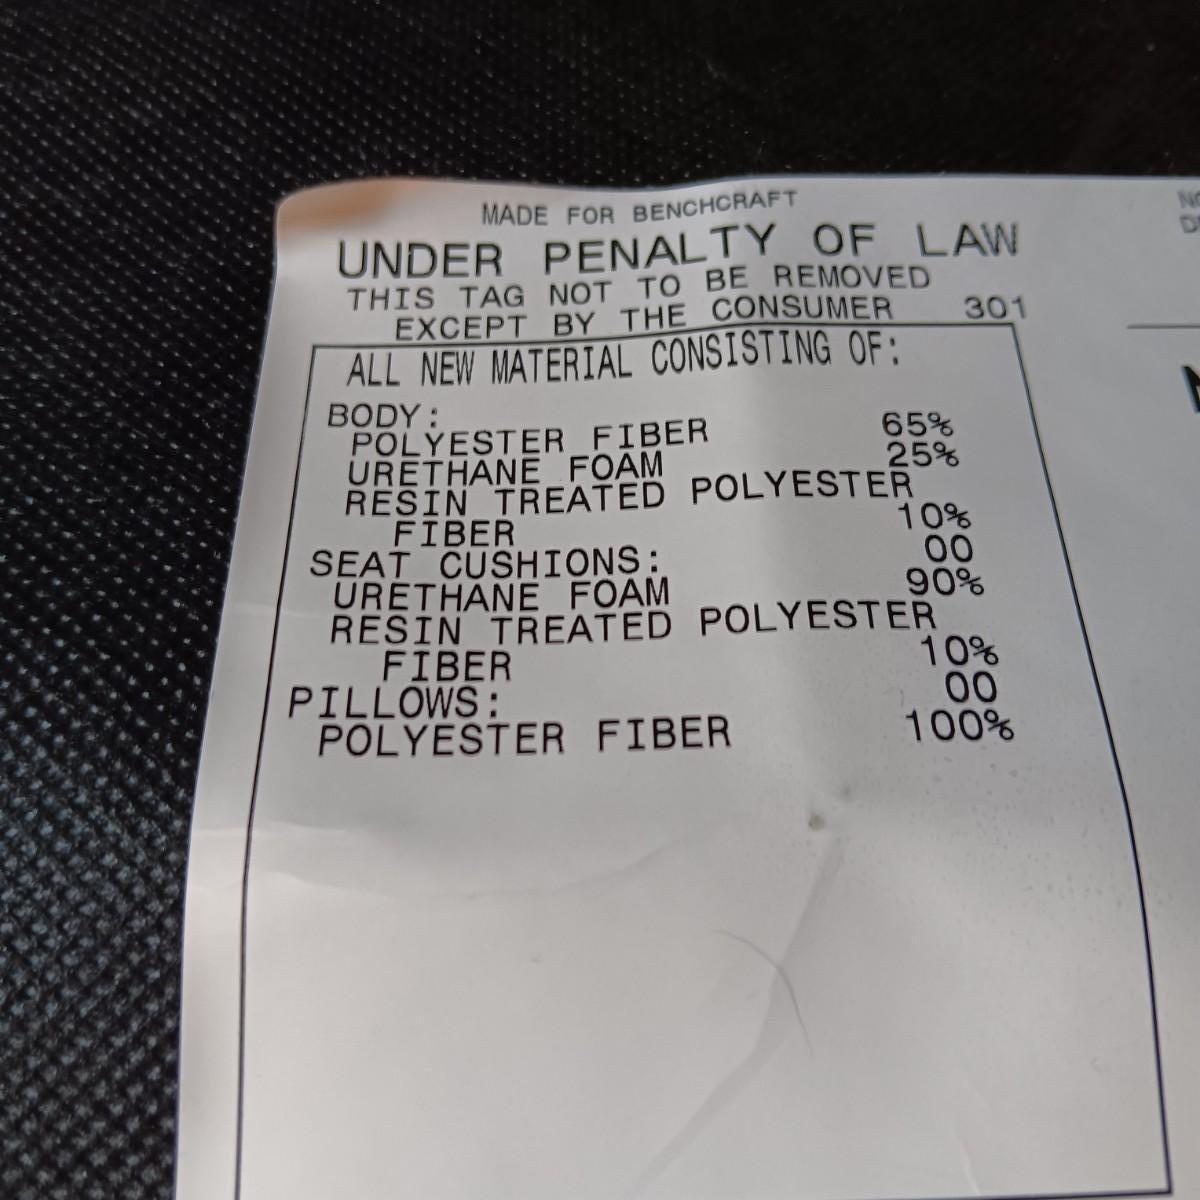 MADE FOR BENCHCRAFT
UNDER PENALTY OF LAW
THIS TAG NOT TO BE REMOVED
EXCEPT BY THE CONSUMER 301
ALL NEW MATERIAL CONSISTING OF:
BODY:
POLYESTER FIBER 65%
URETHANE FOAM 25%
RESIN TREATED POLYESTER
FIBER 10%
SEAT CUSHIONS: 00
URETHANE FOAM 90%
RESIN TREATED POLYESTER
FIBER 10%
PILLOWS: 00
POLYESTER FIBER 100%